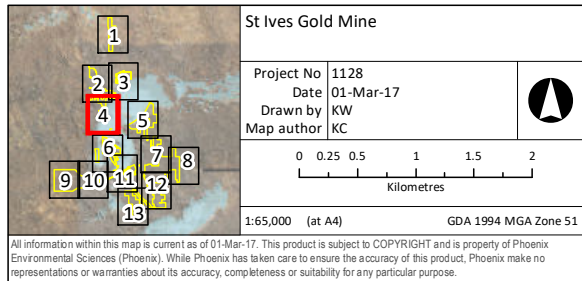 St Ives Gold Mine
Project No 1128
Date 01-Mar-17
Drawn by KW
Map author KC
0 0.25 0.5 1 1.5 2
Kilometres
1:65,000 (at A4) GDA 1994 MGA Zone 51
1
2 3
4 5
6 7 8
9 10 11 12
13
All information within this map is current as of 01-Mar-17. This product is subject to COPYRIGHT and is property of Phoenix
Environmental Sciences (Phoenix). While Phoenix has taken care to ensure the accuracy of this product, Phoenix make no
representations or warranties about its accuracy, completeness or suitability for any particular purpose.